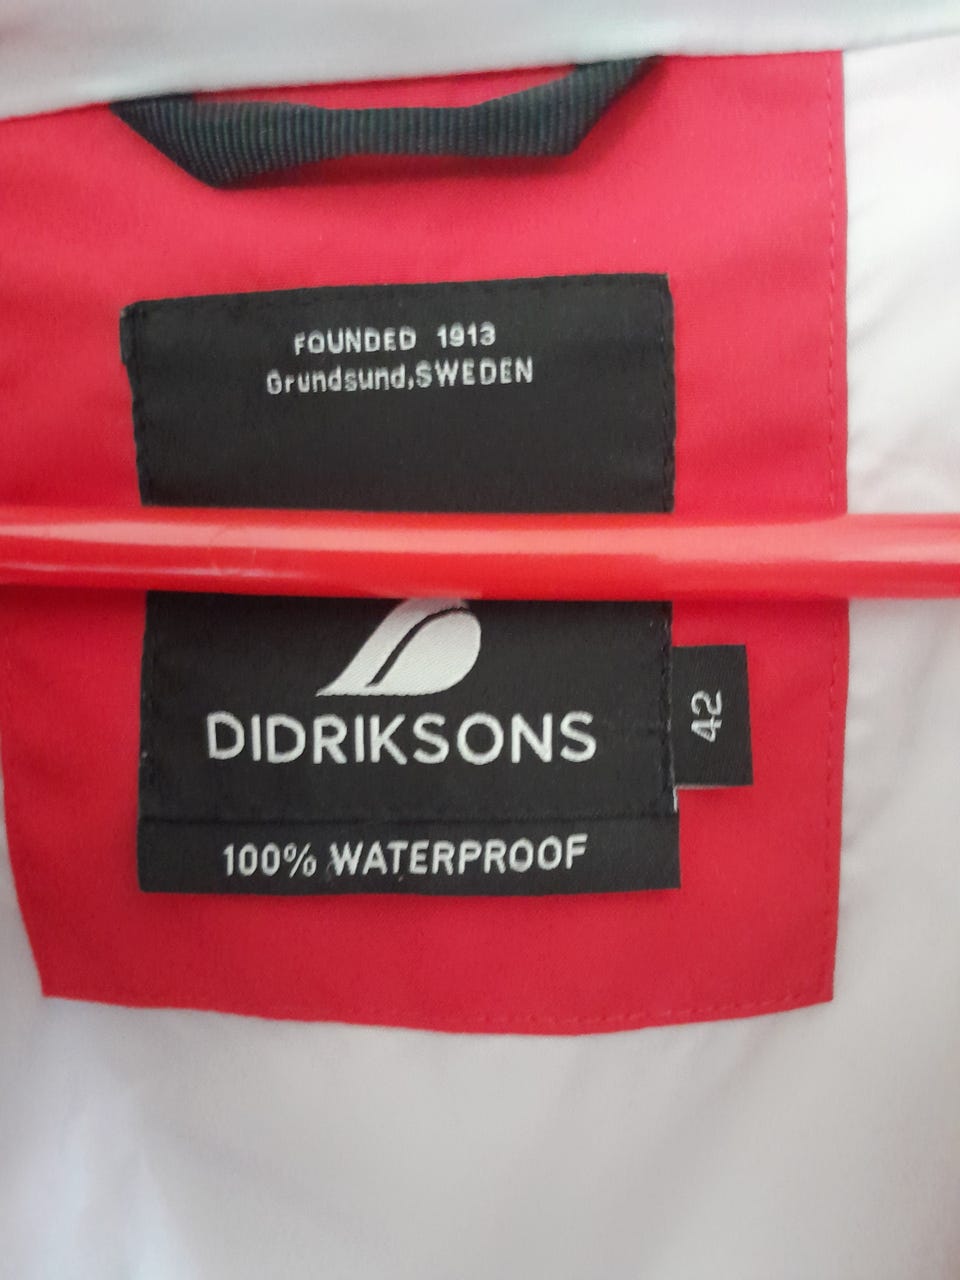 FOUNDED 1913
Grundsund,SWEDEN
DIDRIKSONS
42
100% WATERPROOF